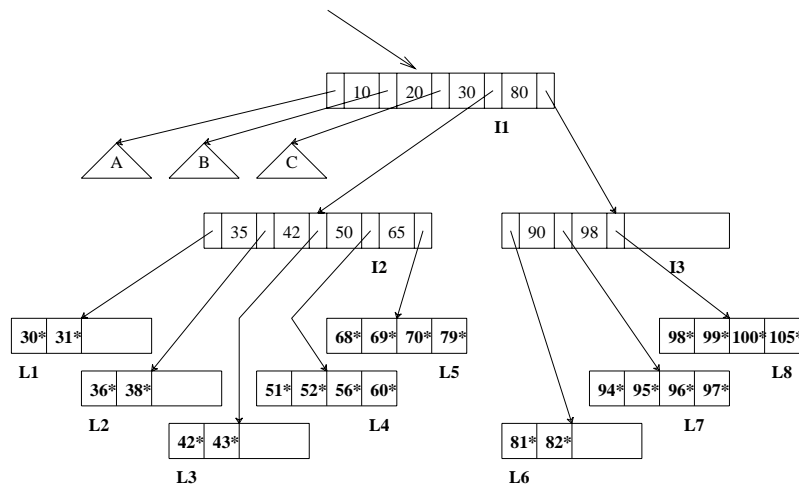 10 20 30 80
I1
A B C
35 42 50 65
I2
90 98
I3
30* 31*
L1
68* 69* 70* 79*
L5
98* 99* 100* 105*
L8
36* 38*
L2
51* 52* 56* 60*
L4
94* 95* 96* 97*
L7
42* 43*
L3
81* 82*
L6